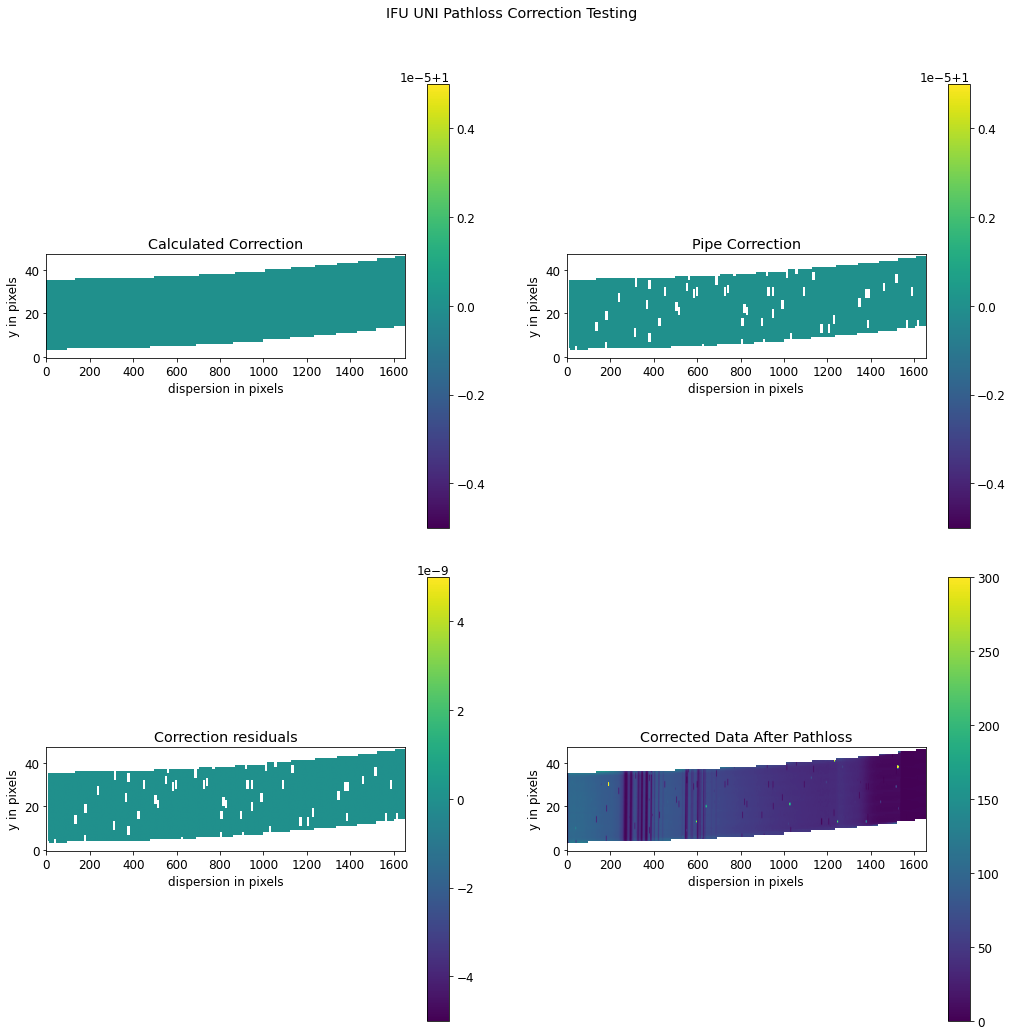 IFU UNI Pathloss Correction Testing
1e−5+1
0.4
0.2
0.0
−0.2
−0.4
Calculated Correction
y in pixels
40
20
0
0 200 400 600 800 1000 1200 1400 1600
dispersion in pixels
1e−5+1
0.4
0.2
0.0
−0.2
−0.4
Pipe Correction
y in pixels
40
20
0
0 200 400 600 800 1000 1200 1400 1600
dispersion in pixels
1e−9
4
2
0
−2
−4
Correction residuals
y in pixels
40
20
0
0 200 400 600 800 1000 1200 1400 1600
dispersion in pixels
300
250
200
150
100
50
0
Corrected Data After Pathloss
y in pixels
40
20
0
0 200 400 600 800 1000 1200 1400 1600
dispersion in pixels